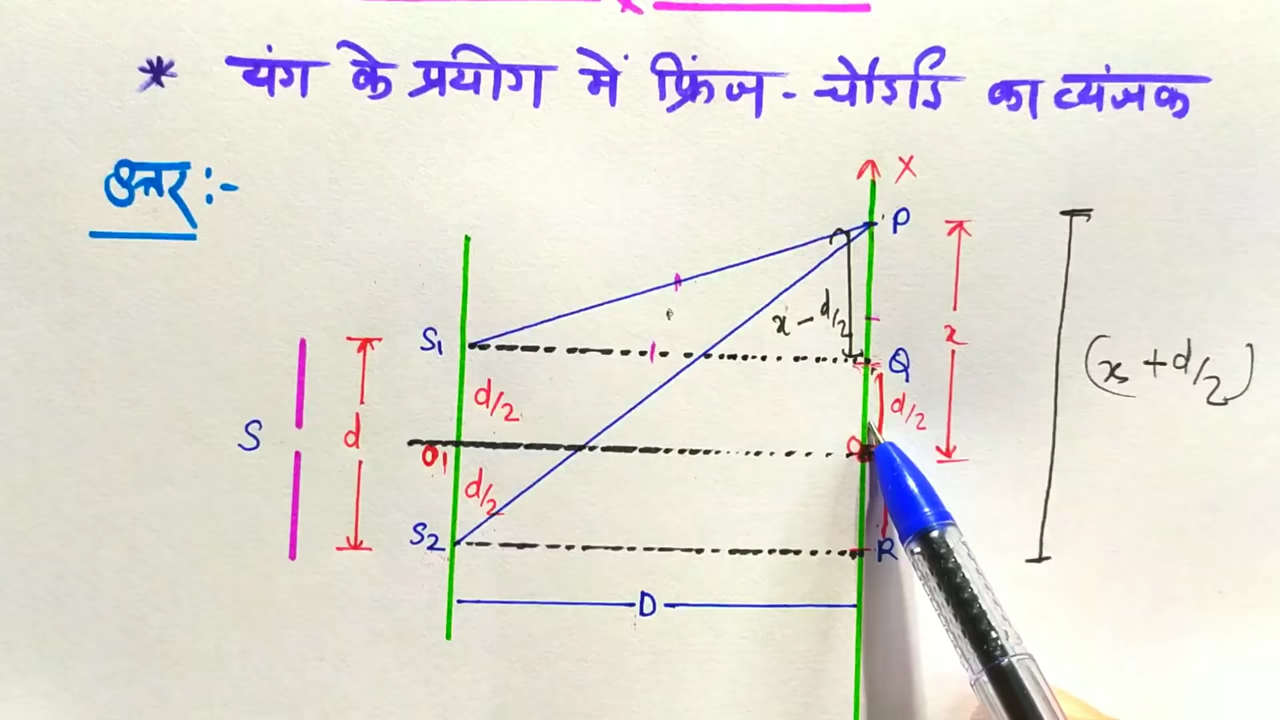 * यंग के प्रयोग में फ्रिंज - चौडाई का व्यंजक
उत्तर :-
X
P
x - d/2
x
(x + d/2)
S1
Q
d/2
d/2
S
d
O1
O
d/2
S2
R
D